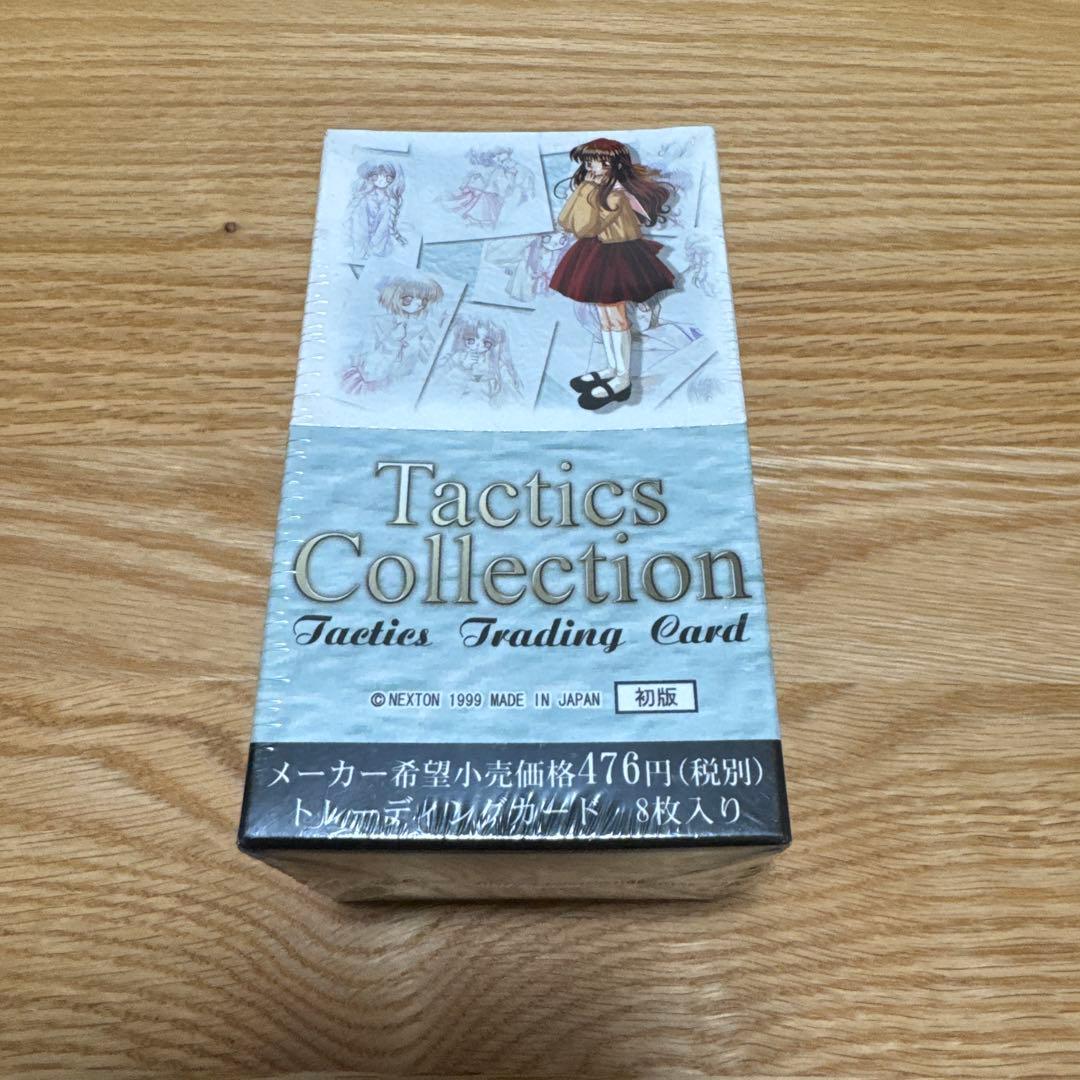 Tactics
Collection
Tactics Trading Card
©NEXTON 1999 MADE IN JAPAN 初版
メーカー希望小売価格476円(税別)
トレーディングカード 8枚入り